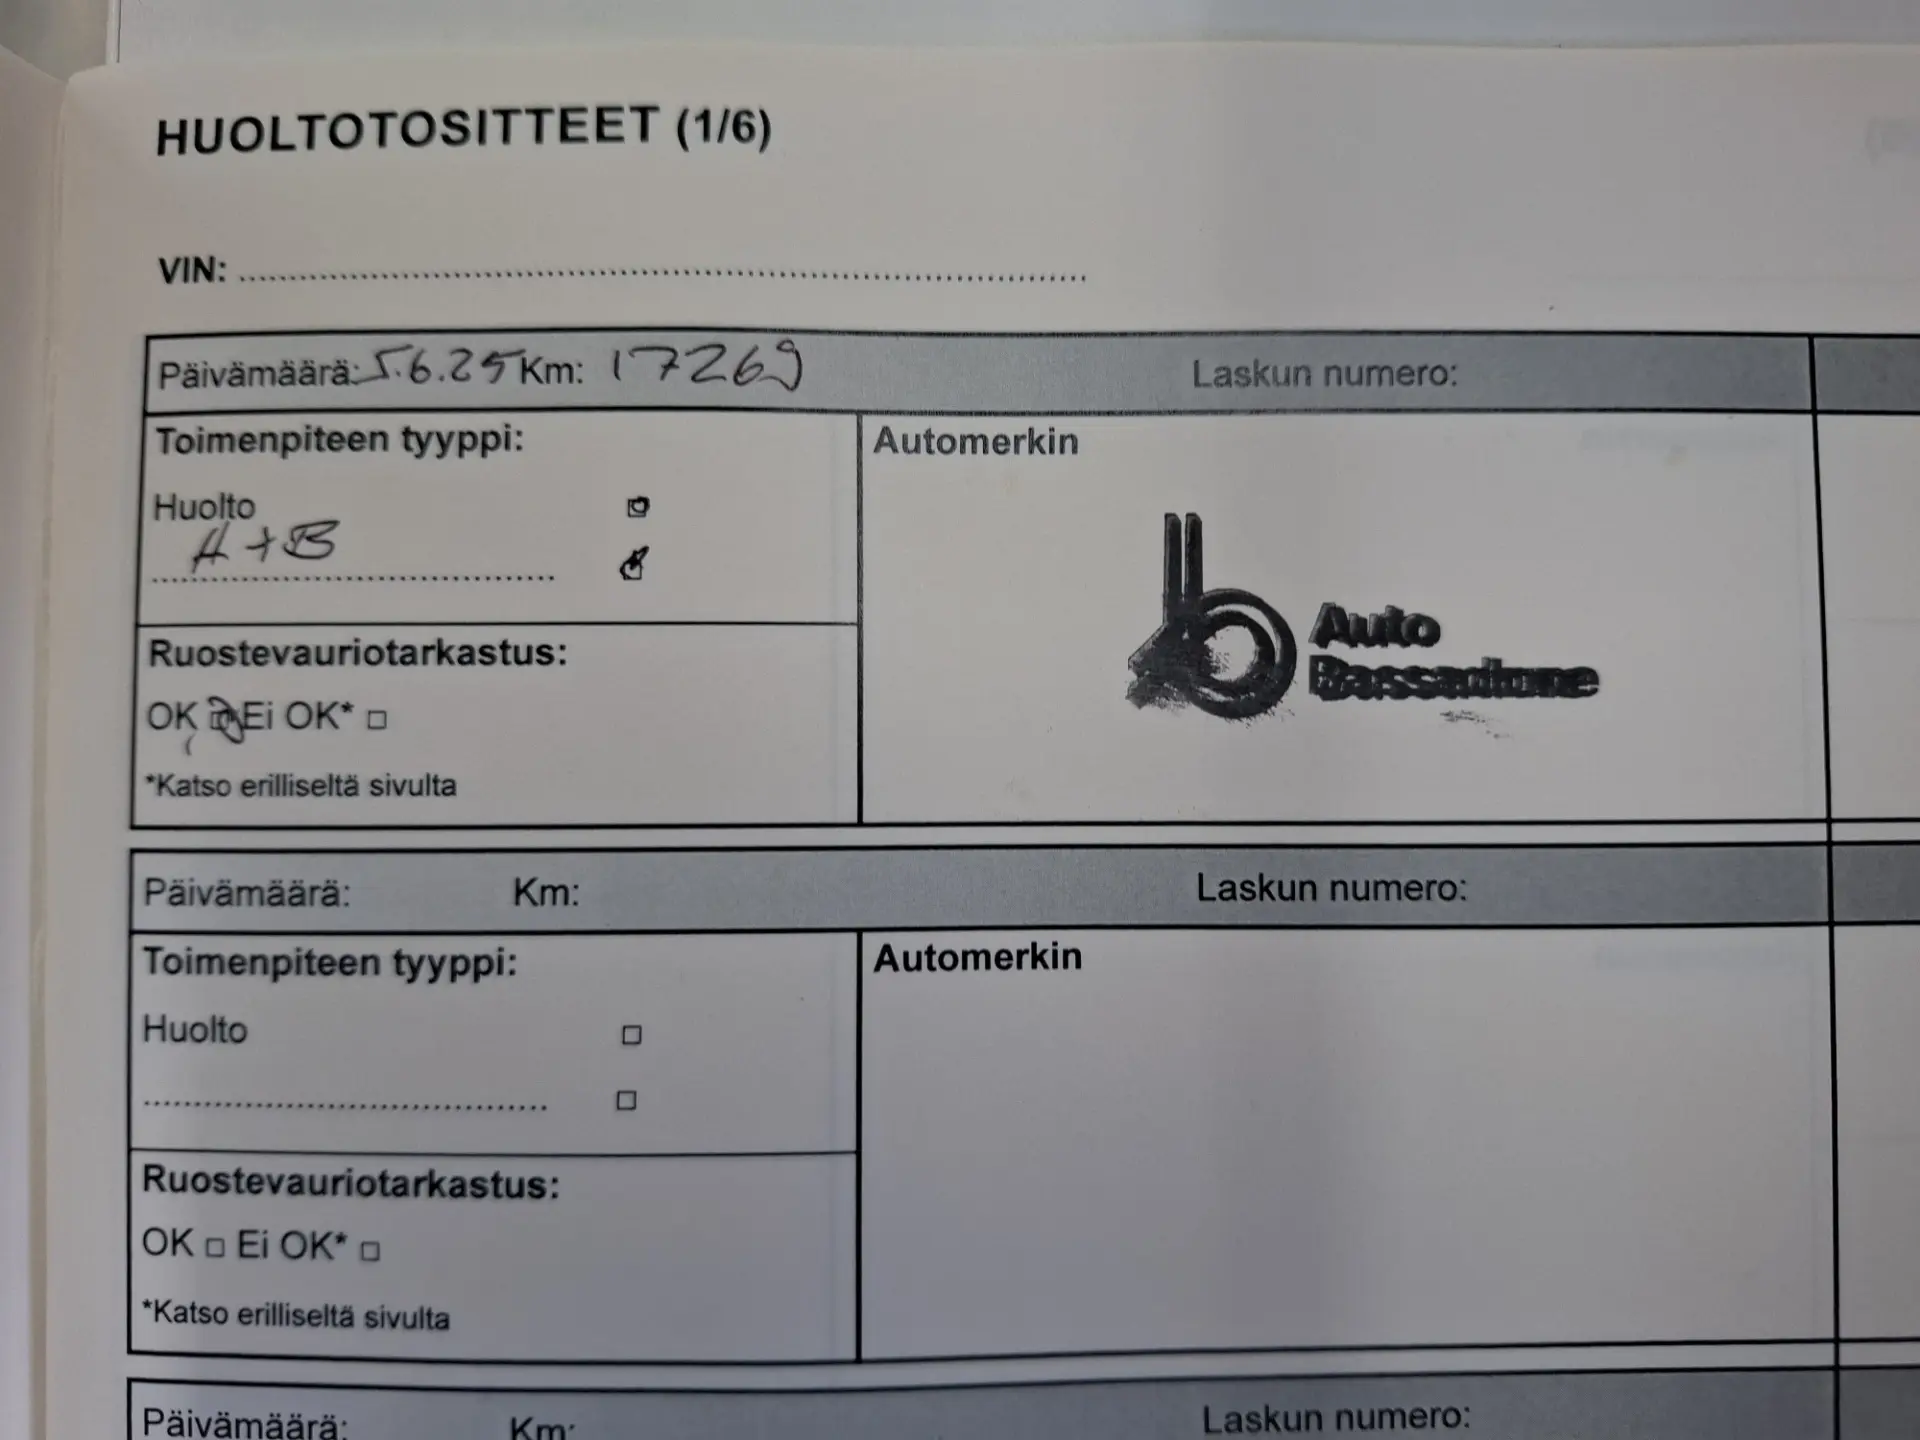 HUOLTOTOSITTEET (1/6)
VIN:
Päivämäärä: 5.6.25 Km: 17269 Laskun numero:
Toimenpiteen tyyppi:
Automerkin
Huolto
A+B
Auto
Bassadone
Ruostevauriotarkastus:
OK Ei OK*
*Katso erilliseltä sivulta
Päivämäärä: Km: Laskun numero:
Toimenpiteen tyyppi:
Automerkin
Huolto
Ruostevauriotarkastus:
OK Ei OK*
*Katso erilliseltä sivulta
Päivämäärä: Km: Laskun numero: